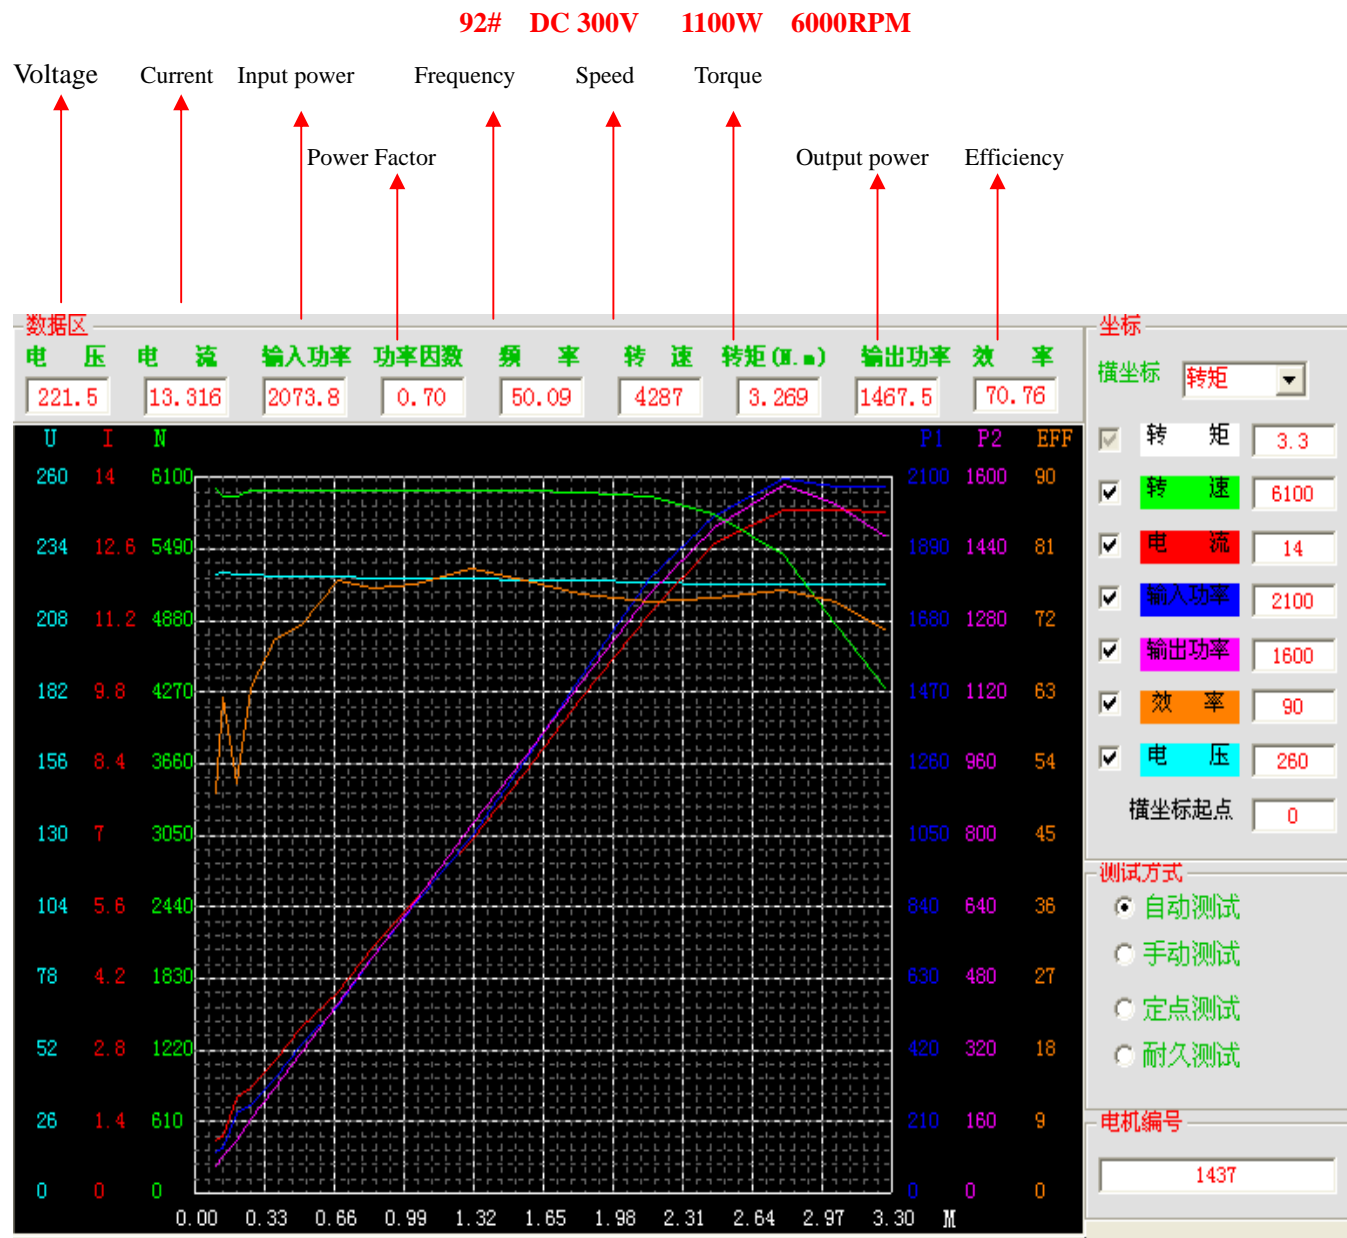 92# DC 300V 1100W 6000RPM
Voltage Current Input power Frequency Speed Torque
Power Factor Output power Efficiency
数据区
电 压 电 流 输入功率 功率因数 频 率 转 速 转矩(N.m) 输出功率 效 率
221.5 13.316 2073.8 0.70 50.09 4287 3.269 1467.5 70.76
U I N P1 P2 EFF
260 14 6100 2100 1600 90
234 12.6 5490 1890 1440 81
208 11.2 4880 1680 1280 72
182 9.8 4270 1470 1120 63
156 8.4 3660 1260 960 54
130 7 3050 1050 800 45
104 5.6 2440 840 640 36
78 4.2 1830 630 480 27
52 2.8 1220 420 320 18
26 1.4 610 210 160 9
0 0 0 0 0 0
0.00 0.33 0.66 0.99 1.32 1.65 1.98 2.31 2.64 2.97 3.30 M
坐标
横坐标 转矩
转 矩 3.3
转 速 6100
电 流 14
输入功率 2100
输出功率 1600
效 率 90
电 压 260
横坐标起点 0
测试方式
自动测试
手动测试
定点测试
耐久测试
电机编号
1437